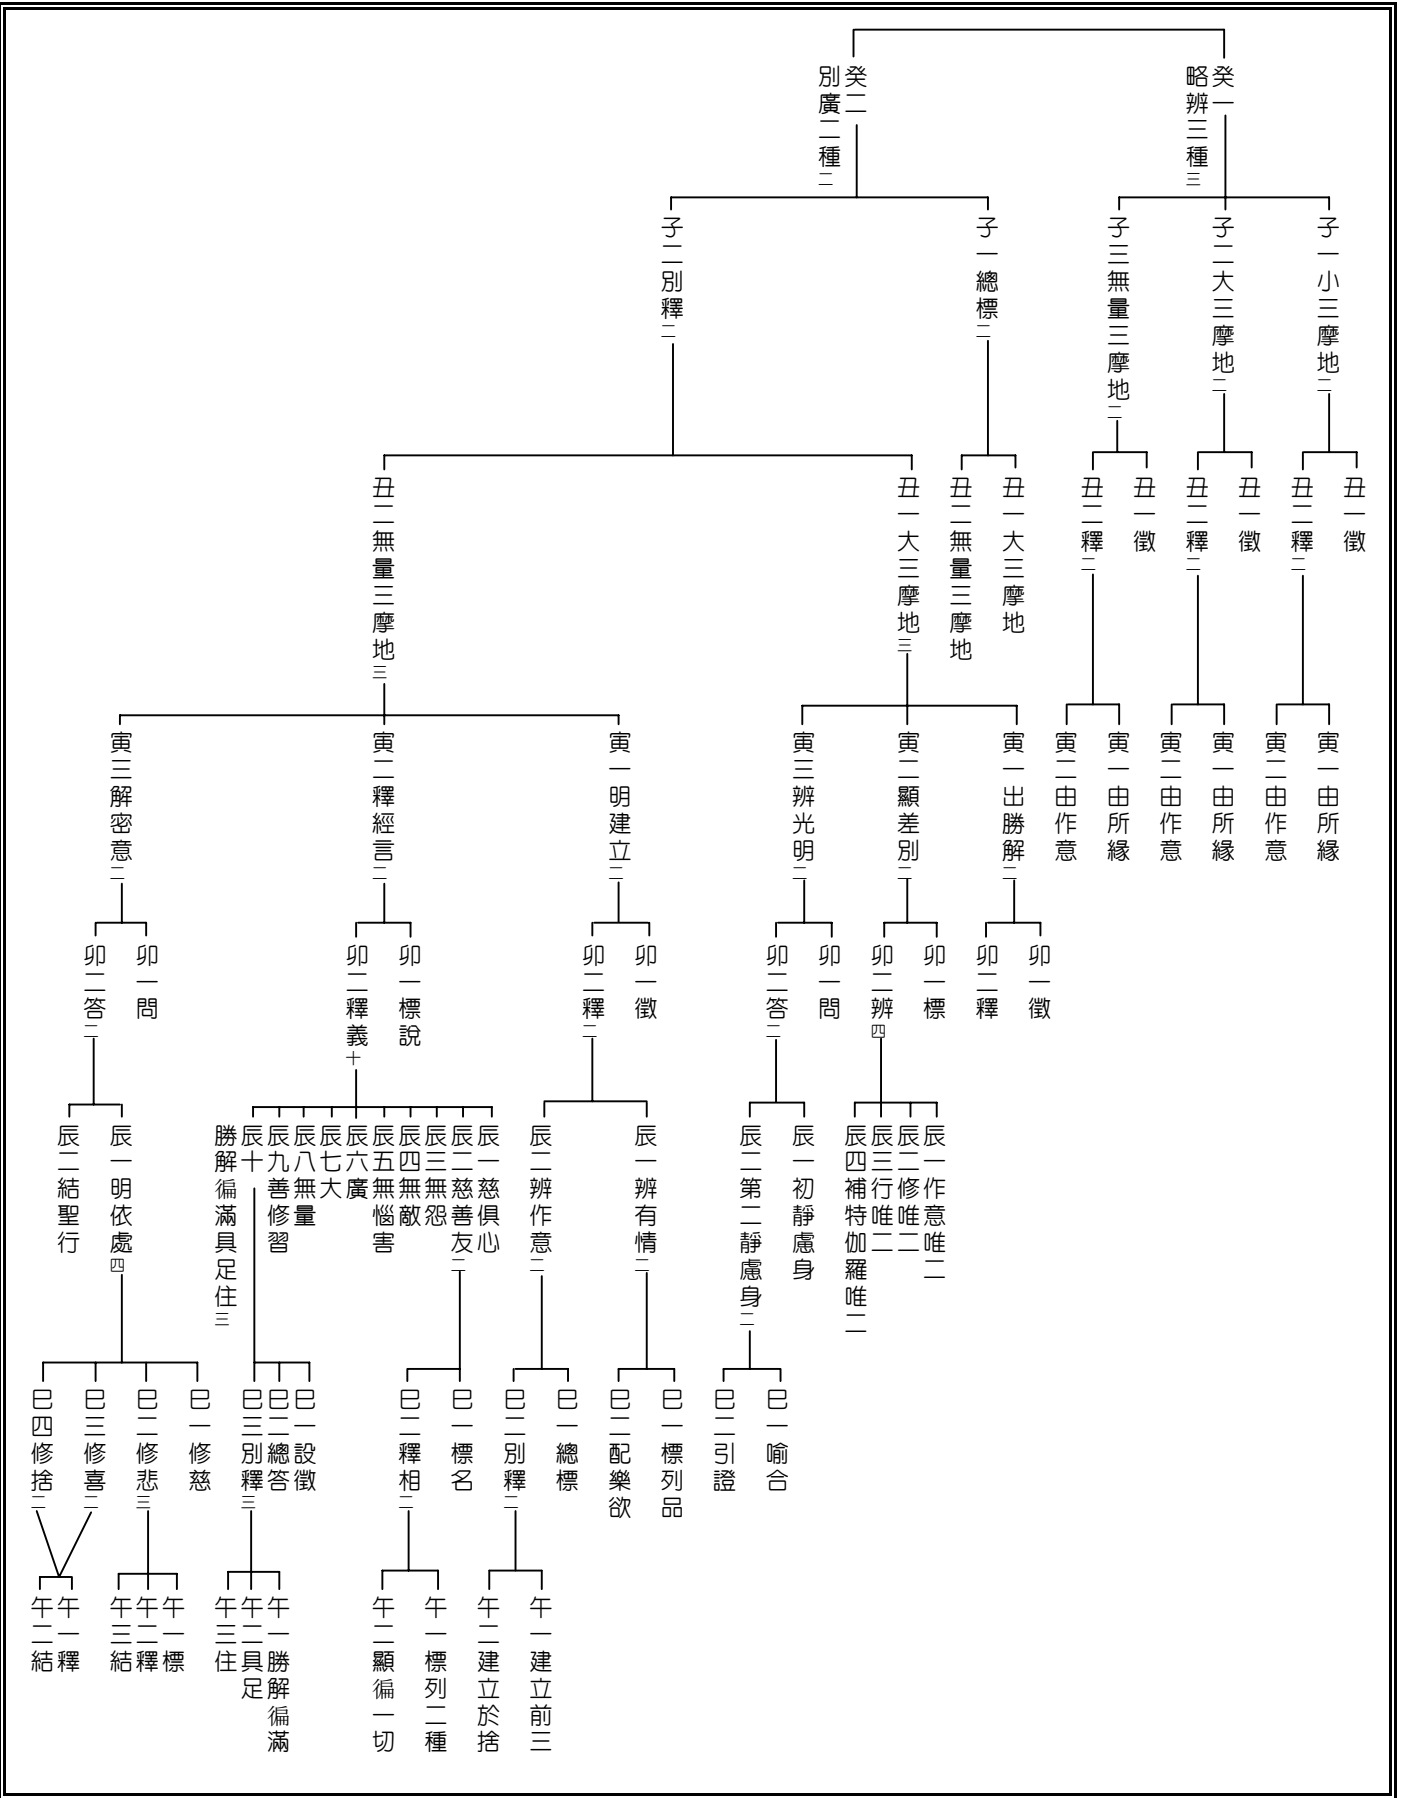 癸一
略辨三種三
癸二
別廣二種二
子一小三摩地二
子二大三摩地二
子三無量三摩地二
子一總標二
子二別釋二
丑一徵
丑二釋二
丑一徵
丑二釋二
丑一徵
丑二釋二
丑一大三摩地
丑二無量三摩地
丑一大三摩地三
丑二無量三摩地三
寅一由所緣
寅二由作意
寅一由所緣
寅二由作意
寅一由所緣
寅二由作意
寅一出勝解二
寅二顯差別二
寅三辨光明二
寅一明建立二
寅二釋經言二
寅三解密意二
卯一徵
卯二釋
卯一標
卯二辨四
卯一問
卯二答二
卯一徵
卯二釋二
卯一標說
卯二釋義十
卯一問
卯二答二
辰一作意唯二
辰二修唯二
辰三行唯二
辰四補特伽羅唯二
辰一初靜慮身
辰二第二靜慮身二
辰一辨有情二
辰二辨作意二
辰一慈俱心
辰二慈善友二
辰三無怨
辰四無敵
辰五無惱害
辰六廣
辰七大
辰八無量
辰九善修習
辰十
勝解徧滿具足住三
辰一明依處四
辰二結聖行
巳一喻合
巳二引證
巳一標列品
巳二配樂欲
巳一總標
巳二別釋二
巳一標名
巳二釋相二
巳一設徵
巳二總答
巳三別釋三
巳一修慈
巳二修悲三
巳三修喜二
巳四修捨二
午一建立前三
午二建立於捨
午一標列二種
午二顯徧一切
午一勝解徧滿
午二具足
午三住
午一標
午二釋
午三結
午一釋
午二結